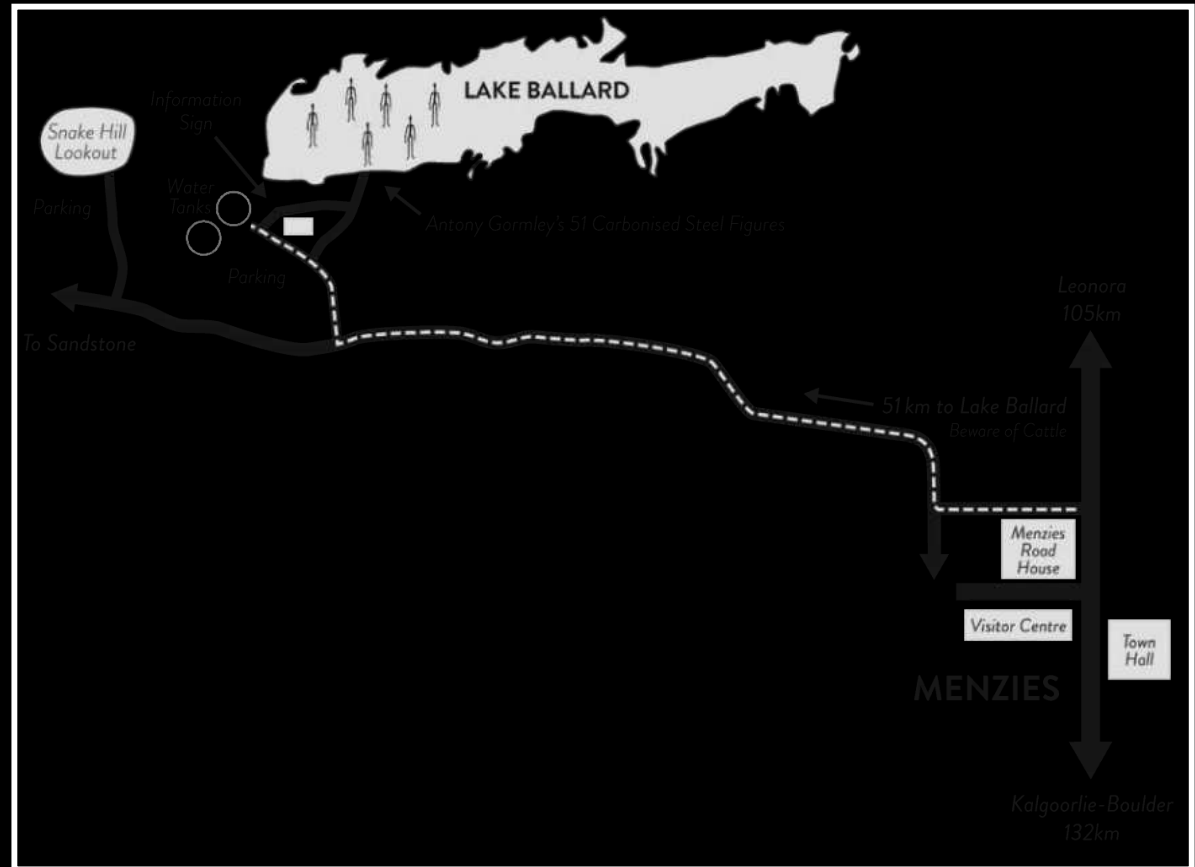 LAKE BALLARD
Information
Sign
Snake Hill
Lookout
Water
Tanks
Parking
Antony Gormley's 51 Carbonised Steel Figures
Parking
To Sandstone
Leonora
105km
51 km to Lake Ballard
Beware of Cattle
Menzies
Road
House
Visitor Centre
Town
Hall
MENZIES
Kalgoorlie-Boulder
132km